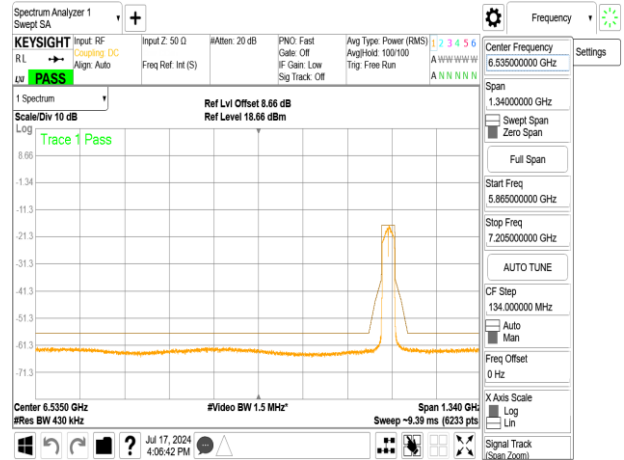 Spectrum Analyzer 1
Swept SA
Frequency
KEYSIGHT Input: RF Input Z: 50 Ω #Atten: 20 dB PNO: Fast Avg Type: Power (RMS) 1 2 3 4 5 6
RL Coupling: DC Gate: Off Avg|Hold: 100/100 A W W W W W
Align: Auto Freq Ref: Int (S) IF Gain: Low Trig: Free Run
LW PASS Sig Track: Off A N N N N N
1 Spectrum
Ref Lvl Offset 8.66 dB
Scale/Div 10 dB Ref Level 18.66 dBm
Log
Trace 1 Pass
8.66
-1.34
-11.3
-21.3
-31.3
-41.3
-51.3
-61.3
-71.3
Center 6.5350 GHz #Video BW 1.5 MHz* Span 1.340 GHz
#Res BW 430 kHz Sweep ~9.39 ms (6233 pts
Jul 17, 2024
4:06:42 PM
Center Frequency
6.535000000 GHz
Settings
Span
1.34000000 GHz
Swept Span
Zero Span
Full Span
Start Freq
5.865000000 GHz
Stop Freq
7.205000000 GHz
AUTO TUNE
CF Step
134.000000 MHz
Auto
Man
Freq Offset
0 Hz
X Axis Scale
Log
Lin
Signal Track
(Span Zoom)